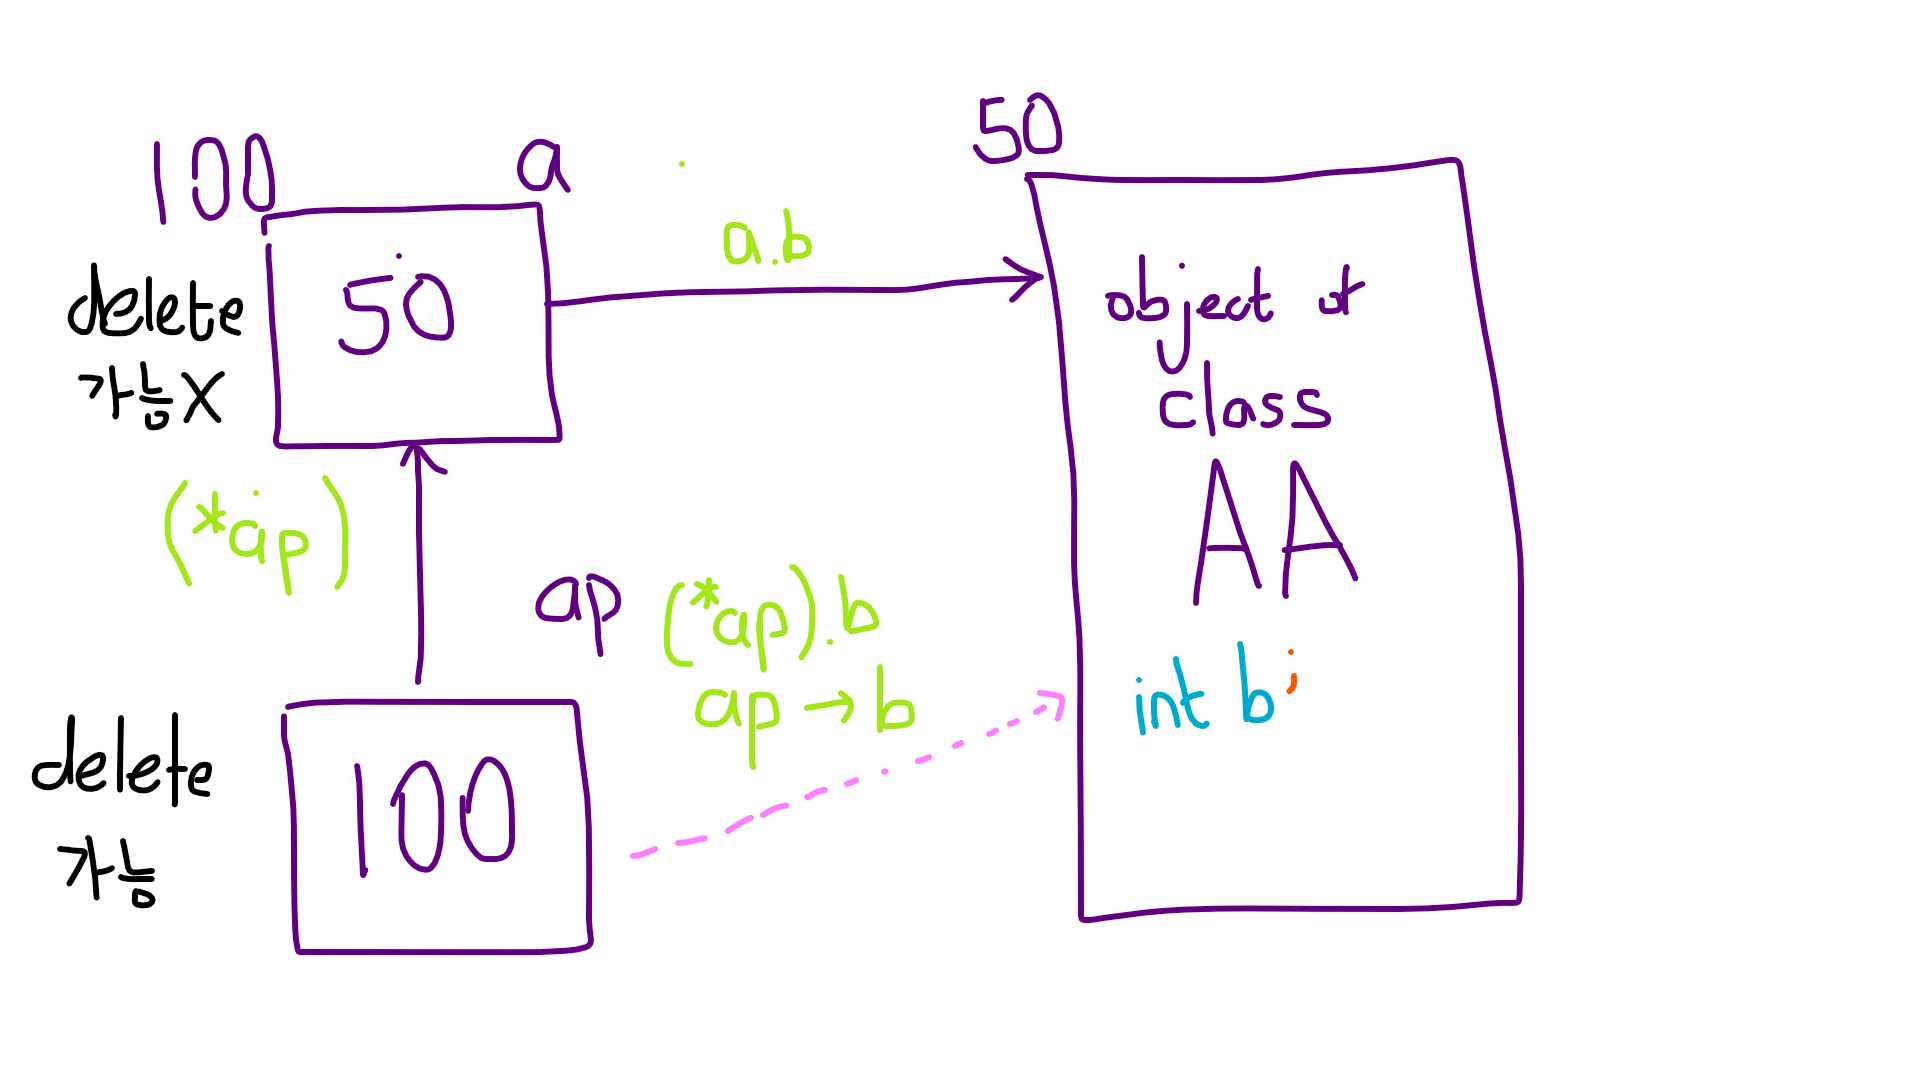 100
a
50
delete
가능X
50
a.b
object of
class
AA
int b;
(*ap)
ap
(*ap).b
ap→b
delete
가능
100